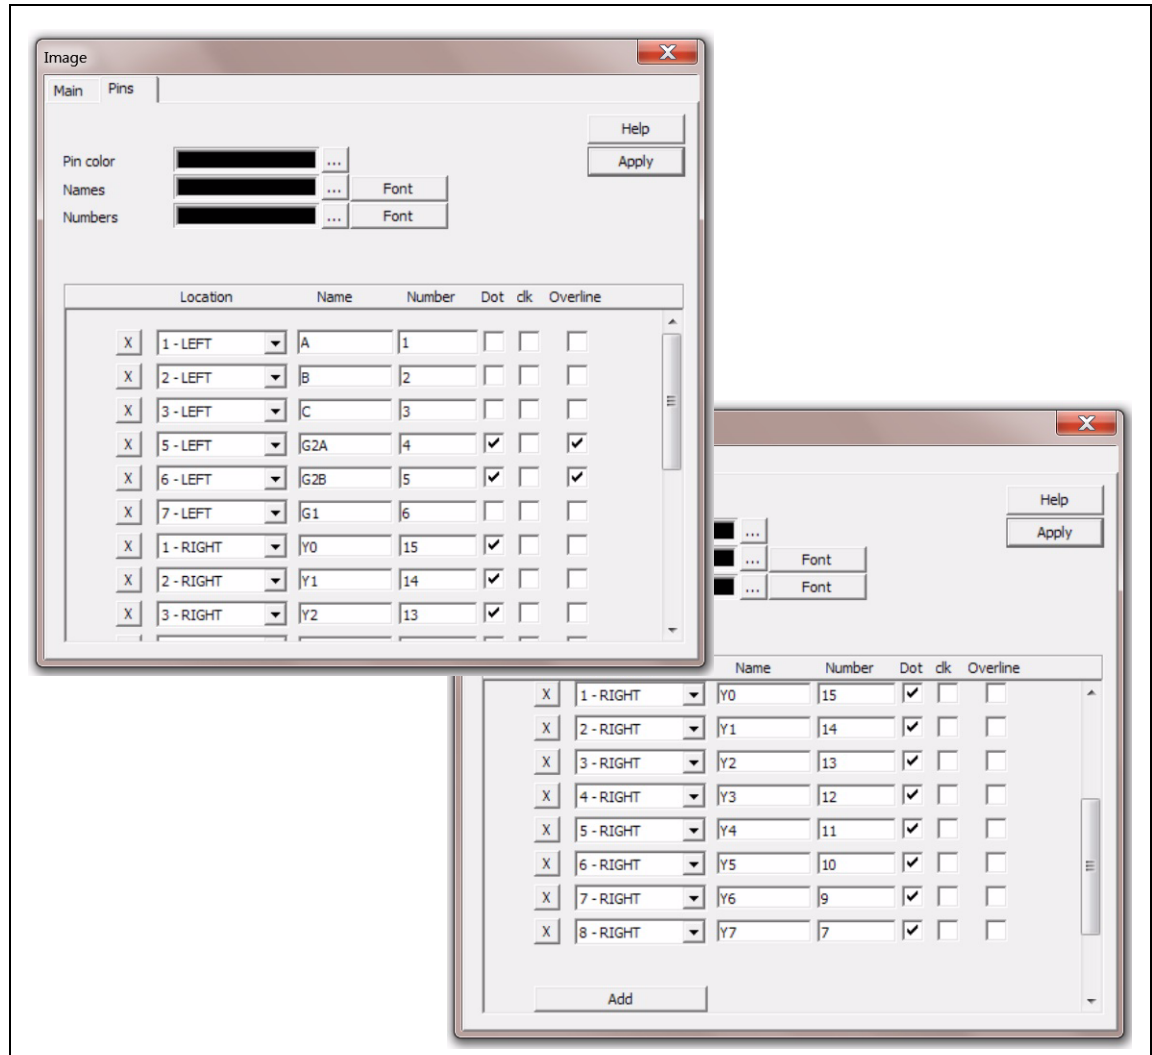 Image
Main Pins
Help
Pin color ... Apply
Names ... Font
Numbers ... Font
Location Name Number Dot clk Overline
X 1 - LEFT A 1
X 2 - LEFT B 2
X 3 - LEFT C 3
X 5 - LEFT G2A 4
X 6 - LEFT G2B 5
X 7 - LEFT G1 6
X 1 - RIGHT Y0 15
X 2 - RIGHT Y1 14
X 3 - RIGHT Y2 13
Help
... Apply
... Font
... Font
Name Number Dot clk Overline
X 1 - RIGHT Y0 15
X 2 - RIGHT Y1 14
X 3 - RIGHT Y2 13
X 4 - RIGHT Y3 12
X 5 - RIGHT Y4 11
X 6 - RIGHT Y5 10
X 7 - RIGHT Y6 9
X 8 - RIGHT Y7 7
Add